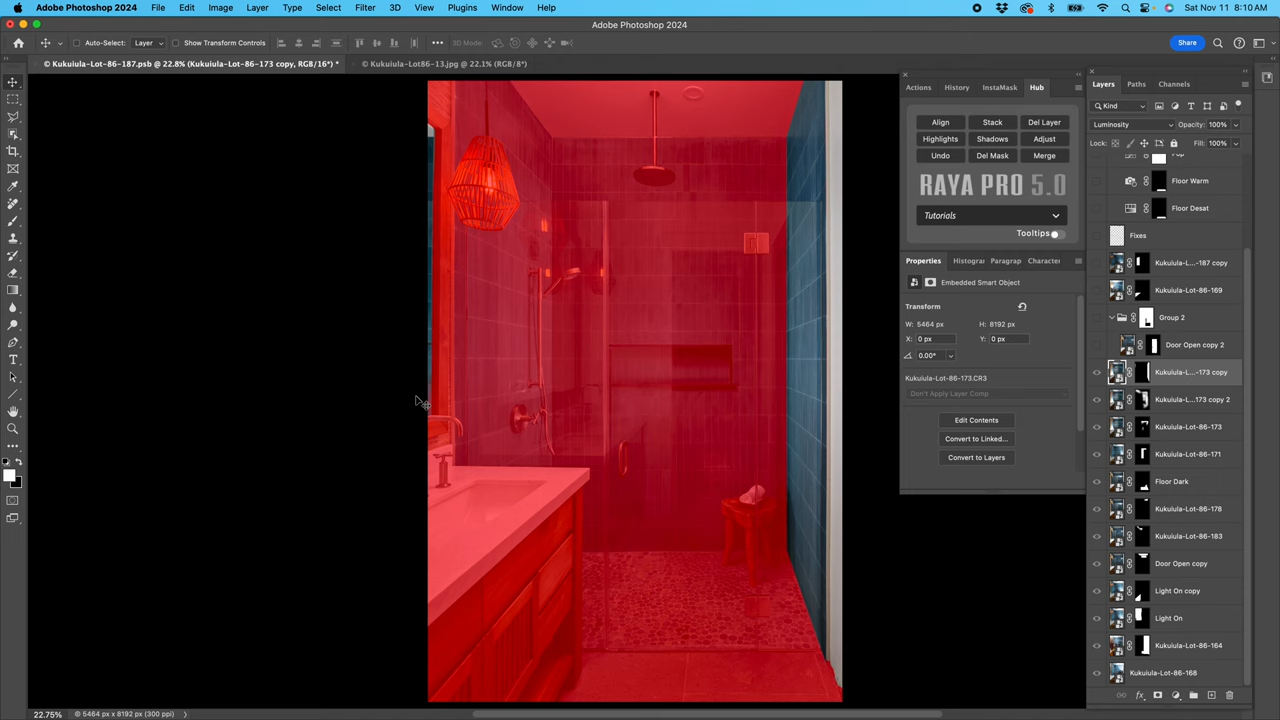 Adobe Photoshop 2024 File Edit Image Layer Type Select Filter 3D View Plugins Window Help Sat Nov 11 8:10 AM
Adobe Photoshop 2024
Auto-Select: Layer Show Transform Controls 3D Mode: Share
© Kukuiula-Lot-86-187.psb @ 22.8% (Kukuiula-Lot-86-173 copy, RGB/16*) * © Kukuiula-Lot86-13.jpg @ 22.1% (RGB/8*)
Actions History InstaMask Hub
Align Stack Del Layer
Highlights Shadows Adjust
Undo Del Mask Merge
RAYA PRO 5.0
Tutorials
Tooltips
Properties Histogram Paragrap Character
Embedded Smart Object
Transform
W: 5464 px H: 8192 px
X: 0 px Y: 0 px
0.00°
Kukuiula-Lot-86-173.CR3
Don't Apply Layer Comp
Edit Contents
Convert to Linked...
Convert to Layers
Layers Paths Channels
Kind
Luminosity Opacity: 100%
Lock: Fill: 100%
Floor Warm
Floor Desat
Fixes
Kukuiula-L...-187 copy
Kukuiula-Lot-86-169
Group 2
Door Open copy 2
Kukuiula-L...-173 copy
Kukuiula-L...173 copy 2
Kukuiula-Lot-86-173
Kukuiula-Lot-86-171
Floor Dark
Kukuiula-Lot-86-178
Kukuiula-Lot-86-183
Door Open copy
Light On copy
Light On
Kukuiula-Lot-86-164
Kukuiula-Lot-86-168
22.75% © 5464 px x 8192 px (300 ppi)